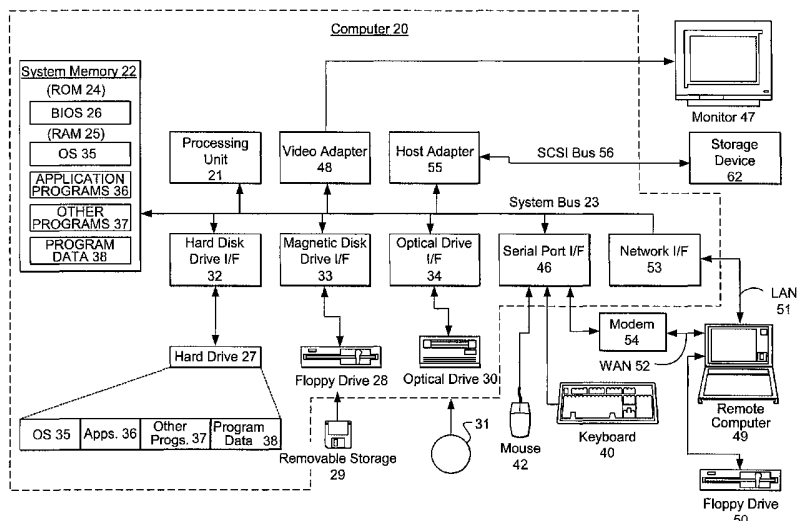 Computer 20
System Memory 22
(ROM 24)
BIOS 26
(RAM 25)
OS 35
APPLICATION
PROGRAMS 36
OTHER
PROGRAMS 37
PROGRAM
DATA 38
Processing
Unit
21
Video Adapter
48
Host Adapter
55
SCSI Bus 56
Monitor 47
Storage
Device
62
System Bus 23
Hard Disk
Drive I/F
32
Magnetic Disk
Drive I/F
33
Optical Drive
I/F
34
Serial Port I/F
46
Network I/F
53
LAN
51
Modem
54
WAN 52
Hard Drive 27
Floppy Drive 28
Optical Drive 30
Remote
Computer
49
OS 35
Apps. 36
Other
Progs. 37
Program
Data 38
Removable Storage
29
31
Mouse
42
Keyboard
40
Floppy Drive
50